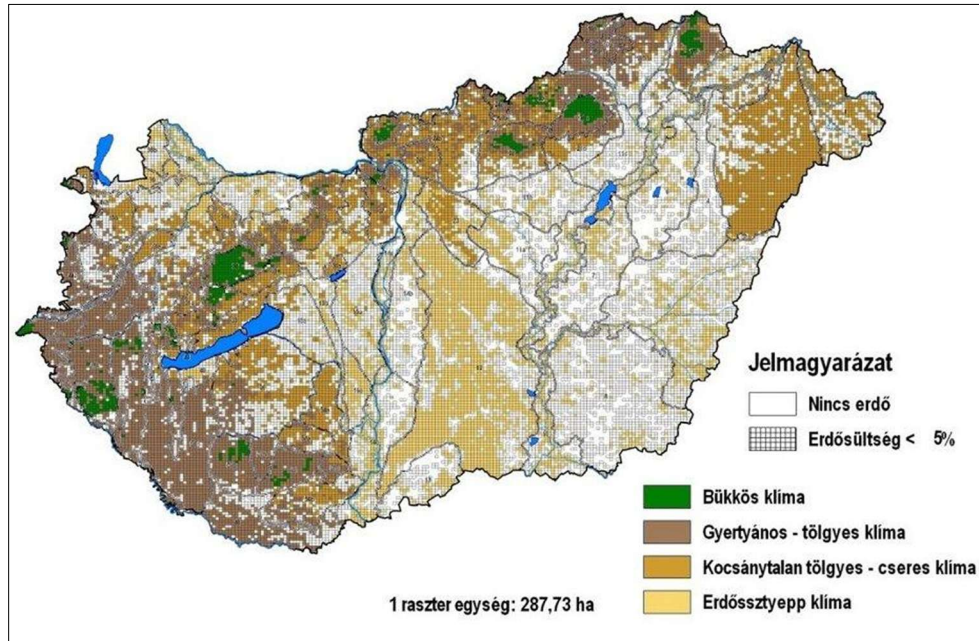 Jelmagyarázat
Nincs erdő
Erdősültség < 5%
Bükkös klíma
Gyertyános - tölgyes klíma
Kocsánytalan tölgyes - cseres klíma
Erdőssztyepp klíma
1 raszter egység: 287,73 ha